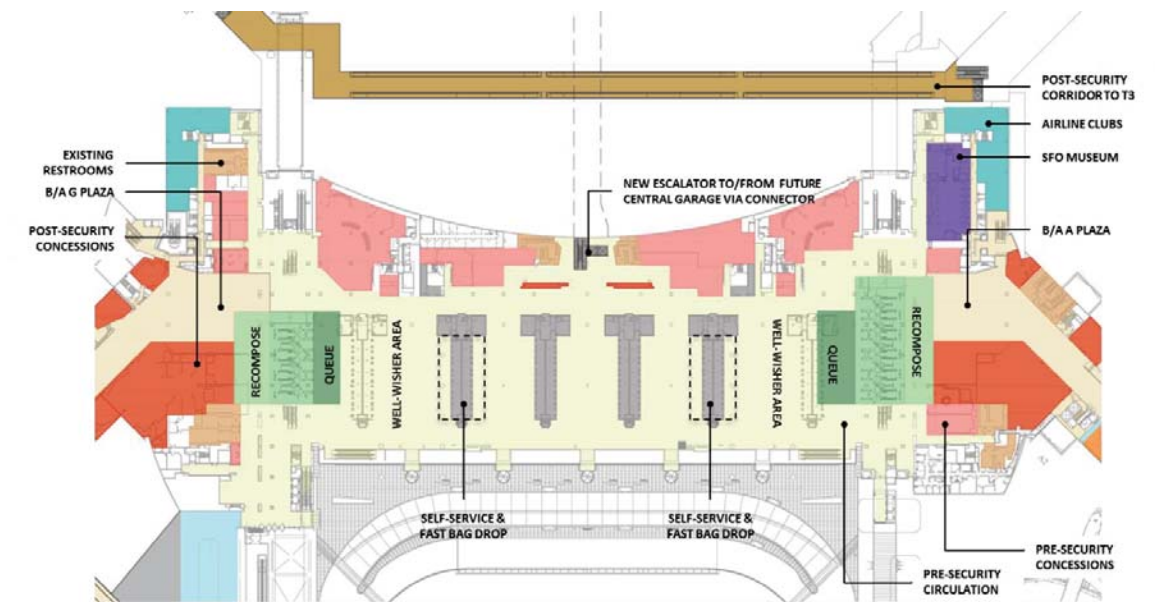 POST-SECURITY
CORRIDOR TO T3
AIRLINE CLUBS
SFO MUSEUM
B/A A PLAZA
EXISTING
RESTROOMS
B/A G PLAZA
POST-SECURITY
CONCESSIONS
NEW ESCALATOR TO/FROM FUTURE
CENTRAL GARAGE VIA CONNECTOR
RECOMPOSE
QUEUE
WELL-WISHER AREA
WELL-WISHER AREA
QUEUE
RECOMPOSE
SELF-SERVICE &
FAST BAG DROP
SELF-SERVICE &
FAST BAG DROP
PRE-SECURITY
CONCESSIONS
PRE-SECURITY
CIRCULATION